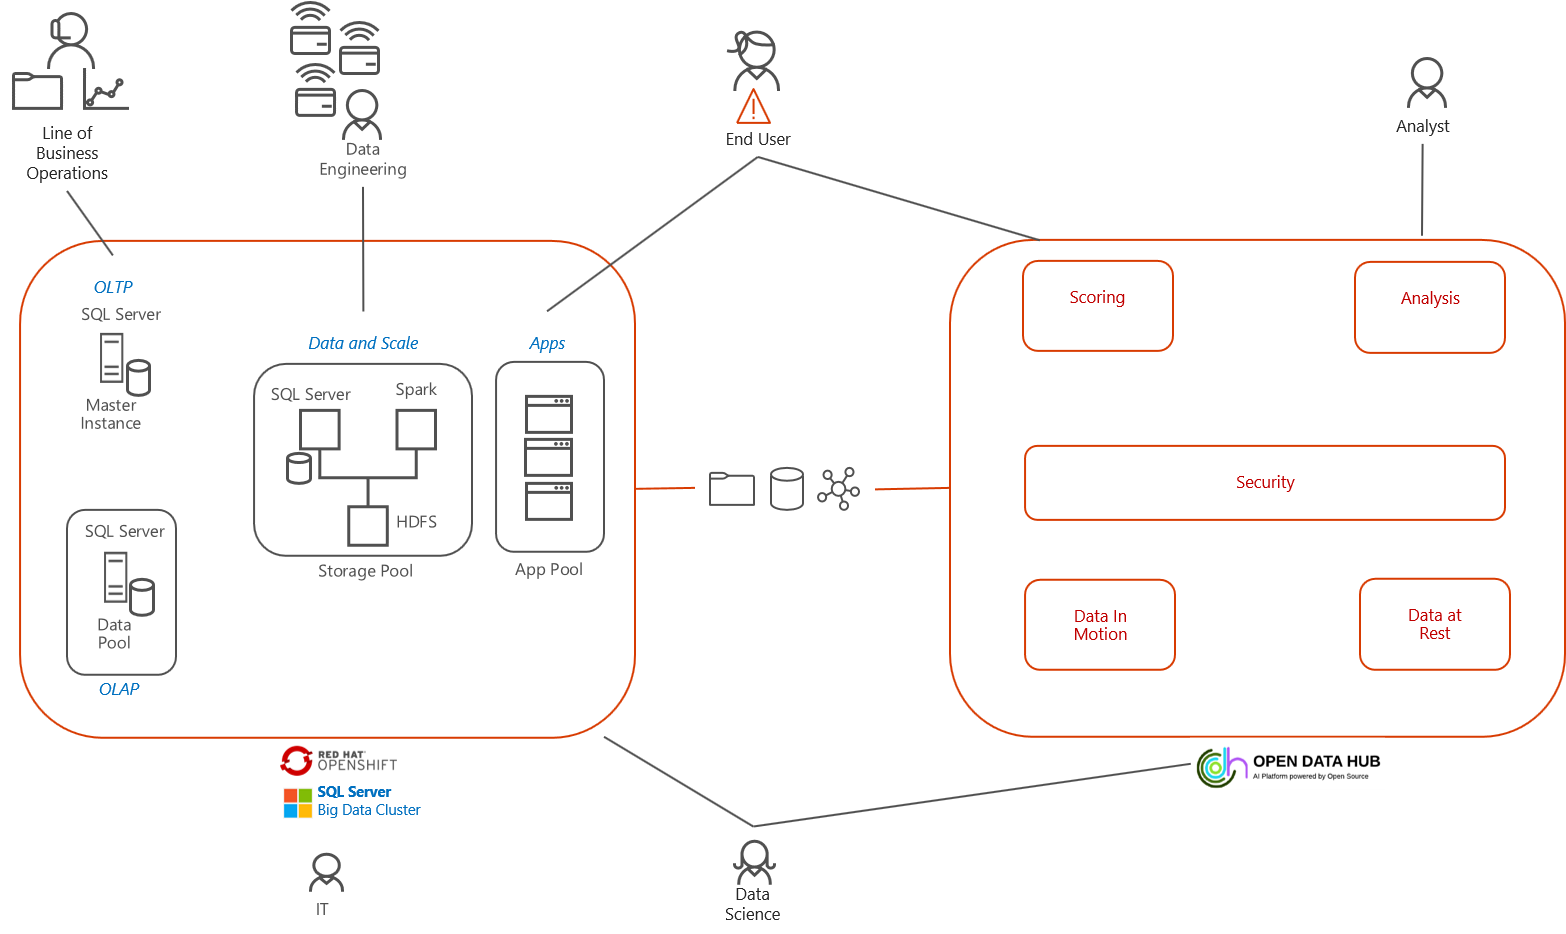 Line of
Business
Operations
Data
Engineering
End User
Analyst
OLTP
SQL Server
Master
Instance
SQL Server
Data
Pool
OLAP
Data and Scale
SQL Server
Spark
HDFS
Storage Pool
Apps
App Pool
Scoring
Analysis
Security
Data In
Motion
Data at
Rest
RED HAT
OPENSHIFT
SQL Server
Big Data Cluster
IT
Data
Science
OPEN DATA HUB
AI Platform powered by Open Source